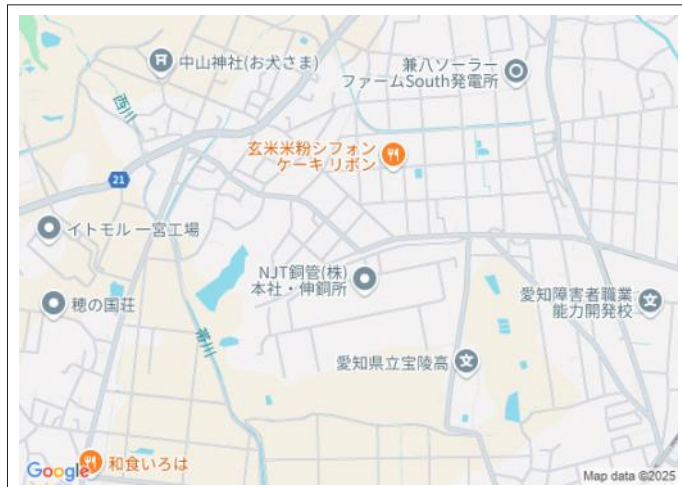 中山神社(お犬さま)
兼八ソーラー
ファームSouth発電所
西川
玄米米粉シフォン
ケーキ リボン
21
イトモル 一宮工場
NJT銅管(株)
本社・伸銅所
穂の国荘
愛知障害者職業
能力開発校
帯川
愛知県立宝陵高
和食いろは
Google
Map data ©2025